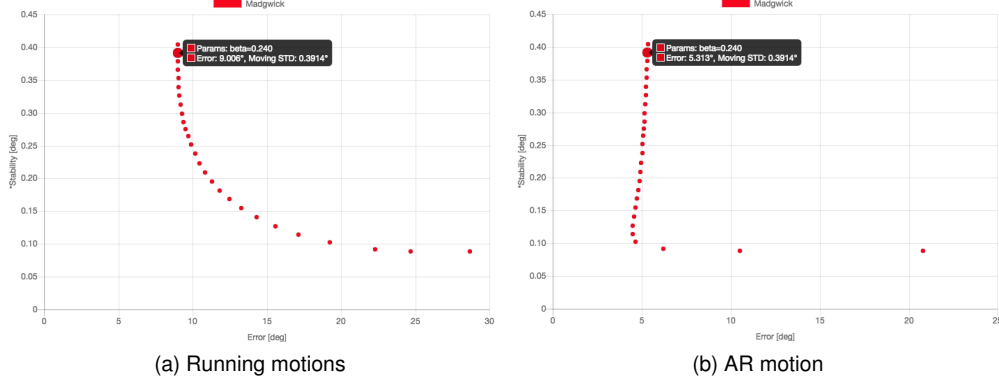 Madgwick
0.45
0.40
0.35
0.30
0.25
0.20
0.15
0.10
0.05
0
*Stability [deg]
Params: beta=0.240
Error: 9.006°, Moving STD: 0.3914°
0
5
10
15
20
25
30
Error [deg]
(a) Running motions
Madgwick
0.45
0.40
0.35
0.30
0.25
0.20
0.15
0.10
0.05
0
*Stability [deg]
Params: beta=0.240
Error: 5.313°, Moving STD: 0.3914°
0
5
10
15
20
25
Error [deg]
(b) AR motion